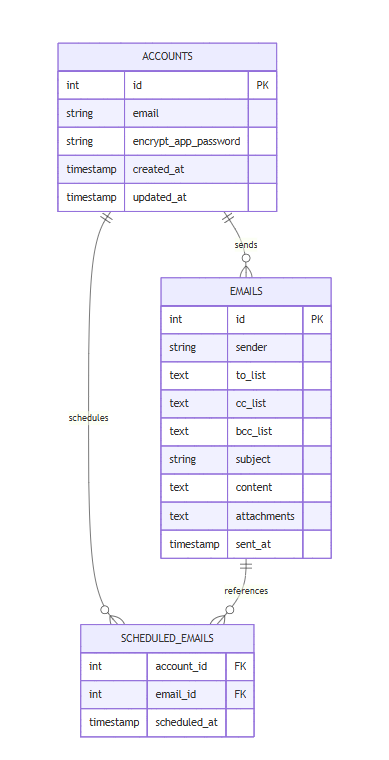 ACCOUNTS
int id PK
string email
string encrypt_app_password
timestamp created_at
timestamp updated_at
sends
EMAILS
int id PK
string sender
text to_list
text cc_list
text bcc_list
string subject
text content
text attachments
timestamp sent_at
schedules
references
SCHEDULED_EMAILS
int account_id FK
int email_id FK
timestamp scheduled_at